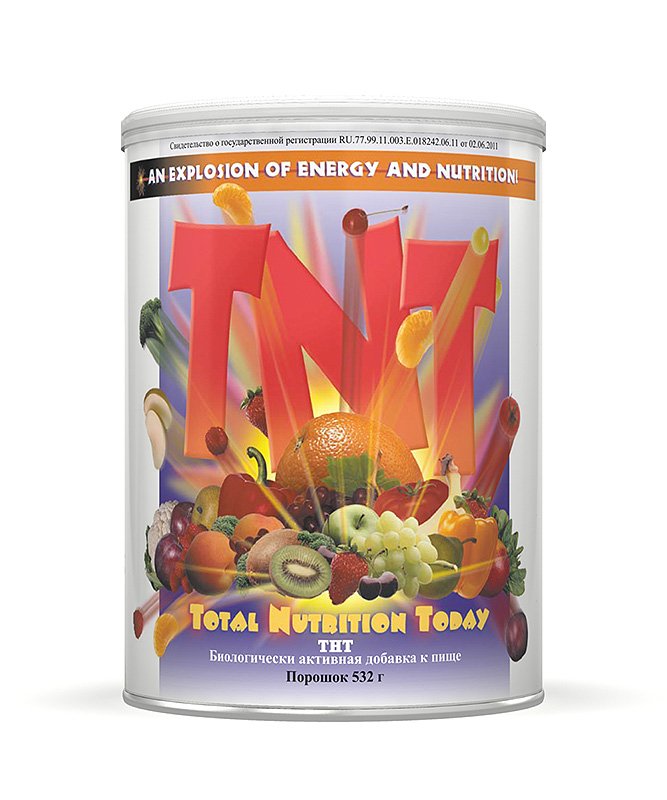 Свидетельство о государственной регистрации RU.77.99.11.003.Е.018242.06.11 от 02.06.2011
AN EXPLOSION OF ENERGY AND NUTRITION!
TNT
TOTAL NUTRITION TODAY
ТНТ
Биологически активная добавка к пище
Порошок 532 г